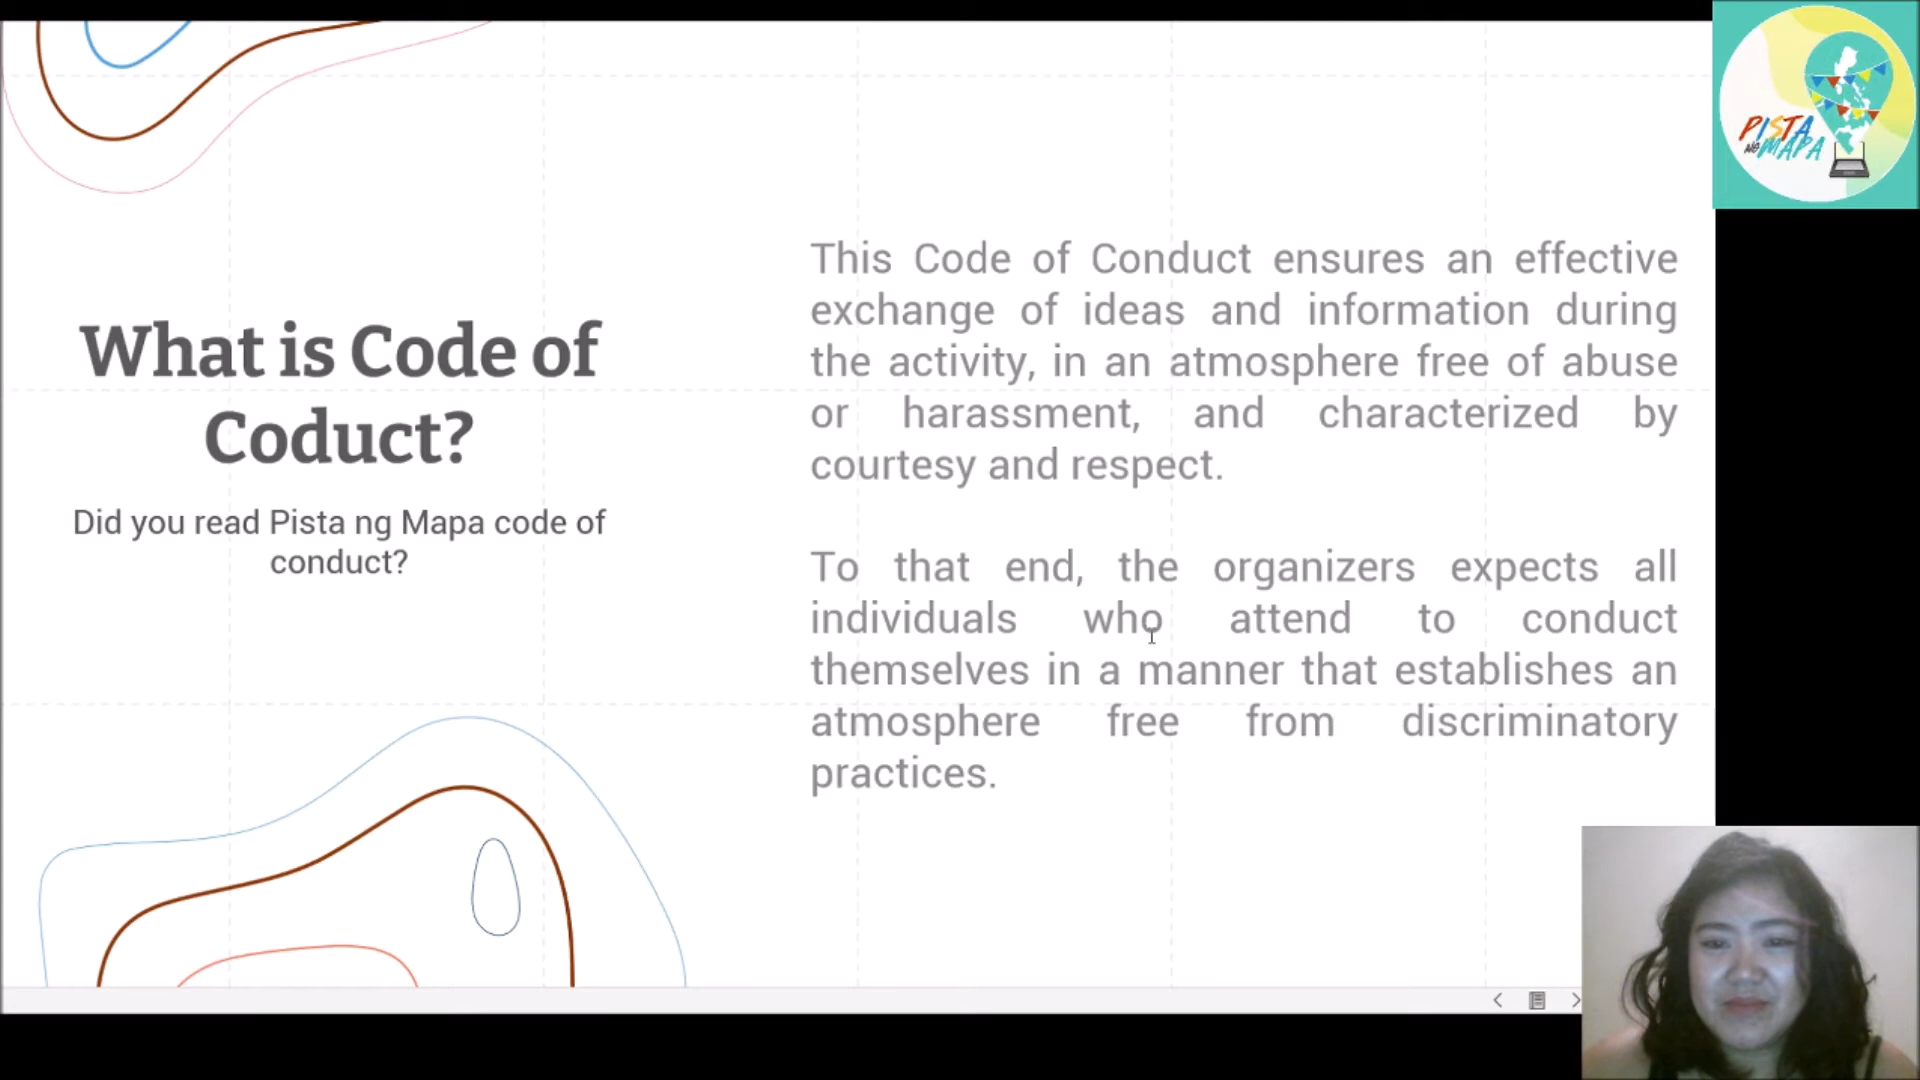 What is Code of
Coduct?
Did you read Pista ng Mapa code of
conduct?
This Code of Conduct ensures an effective
exchange of ideas and information during
the activity, in an atmosphere free of abuse
or harassment, and characterized by
courtesy and respect.
To that end, the organizers expects all
individuals who attend to conduct
themselves in a manner that establishes an
atmosphere free from discriminatory
practices.
PISTA
NG MAPA